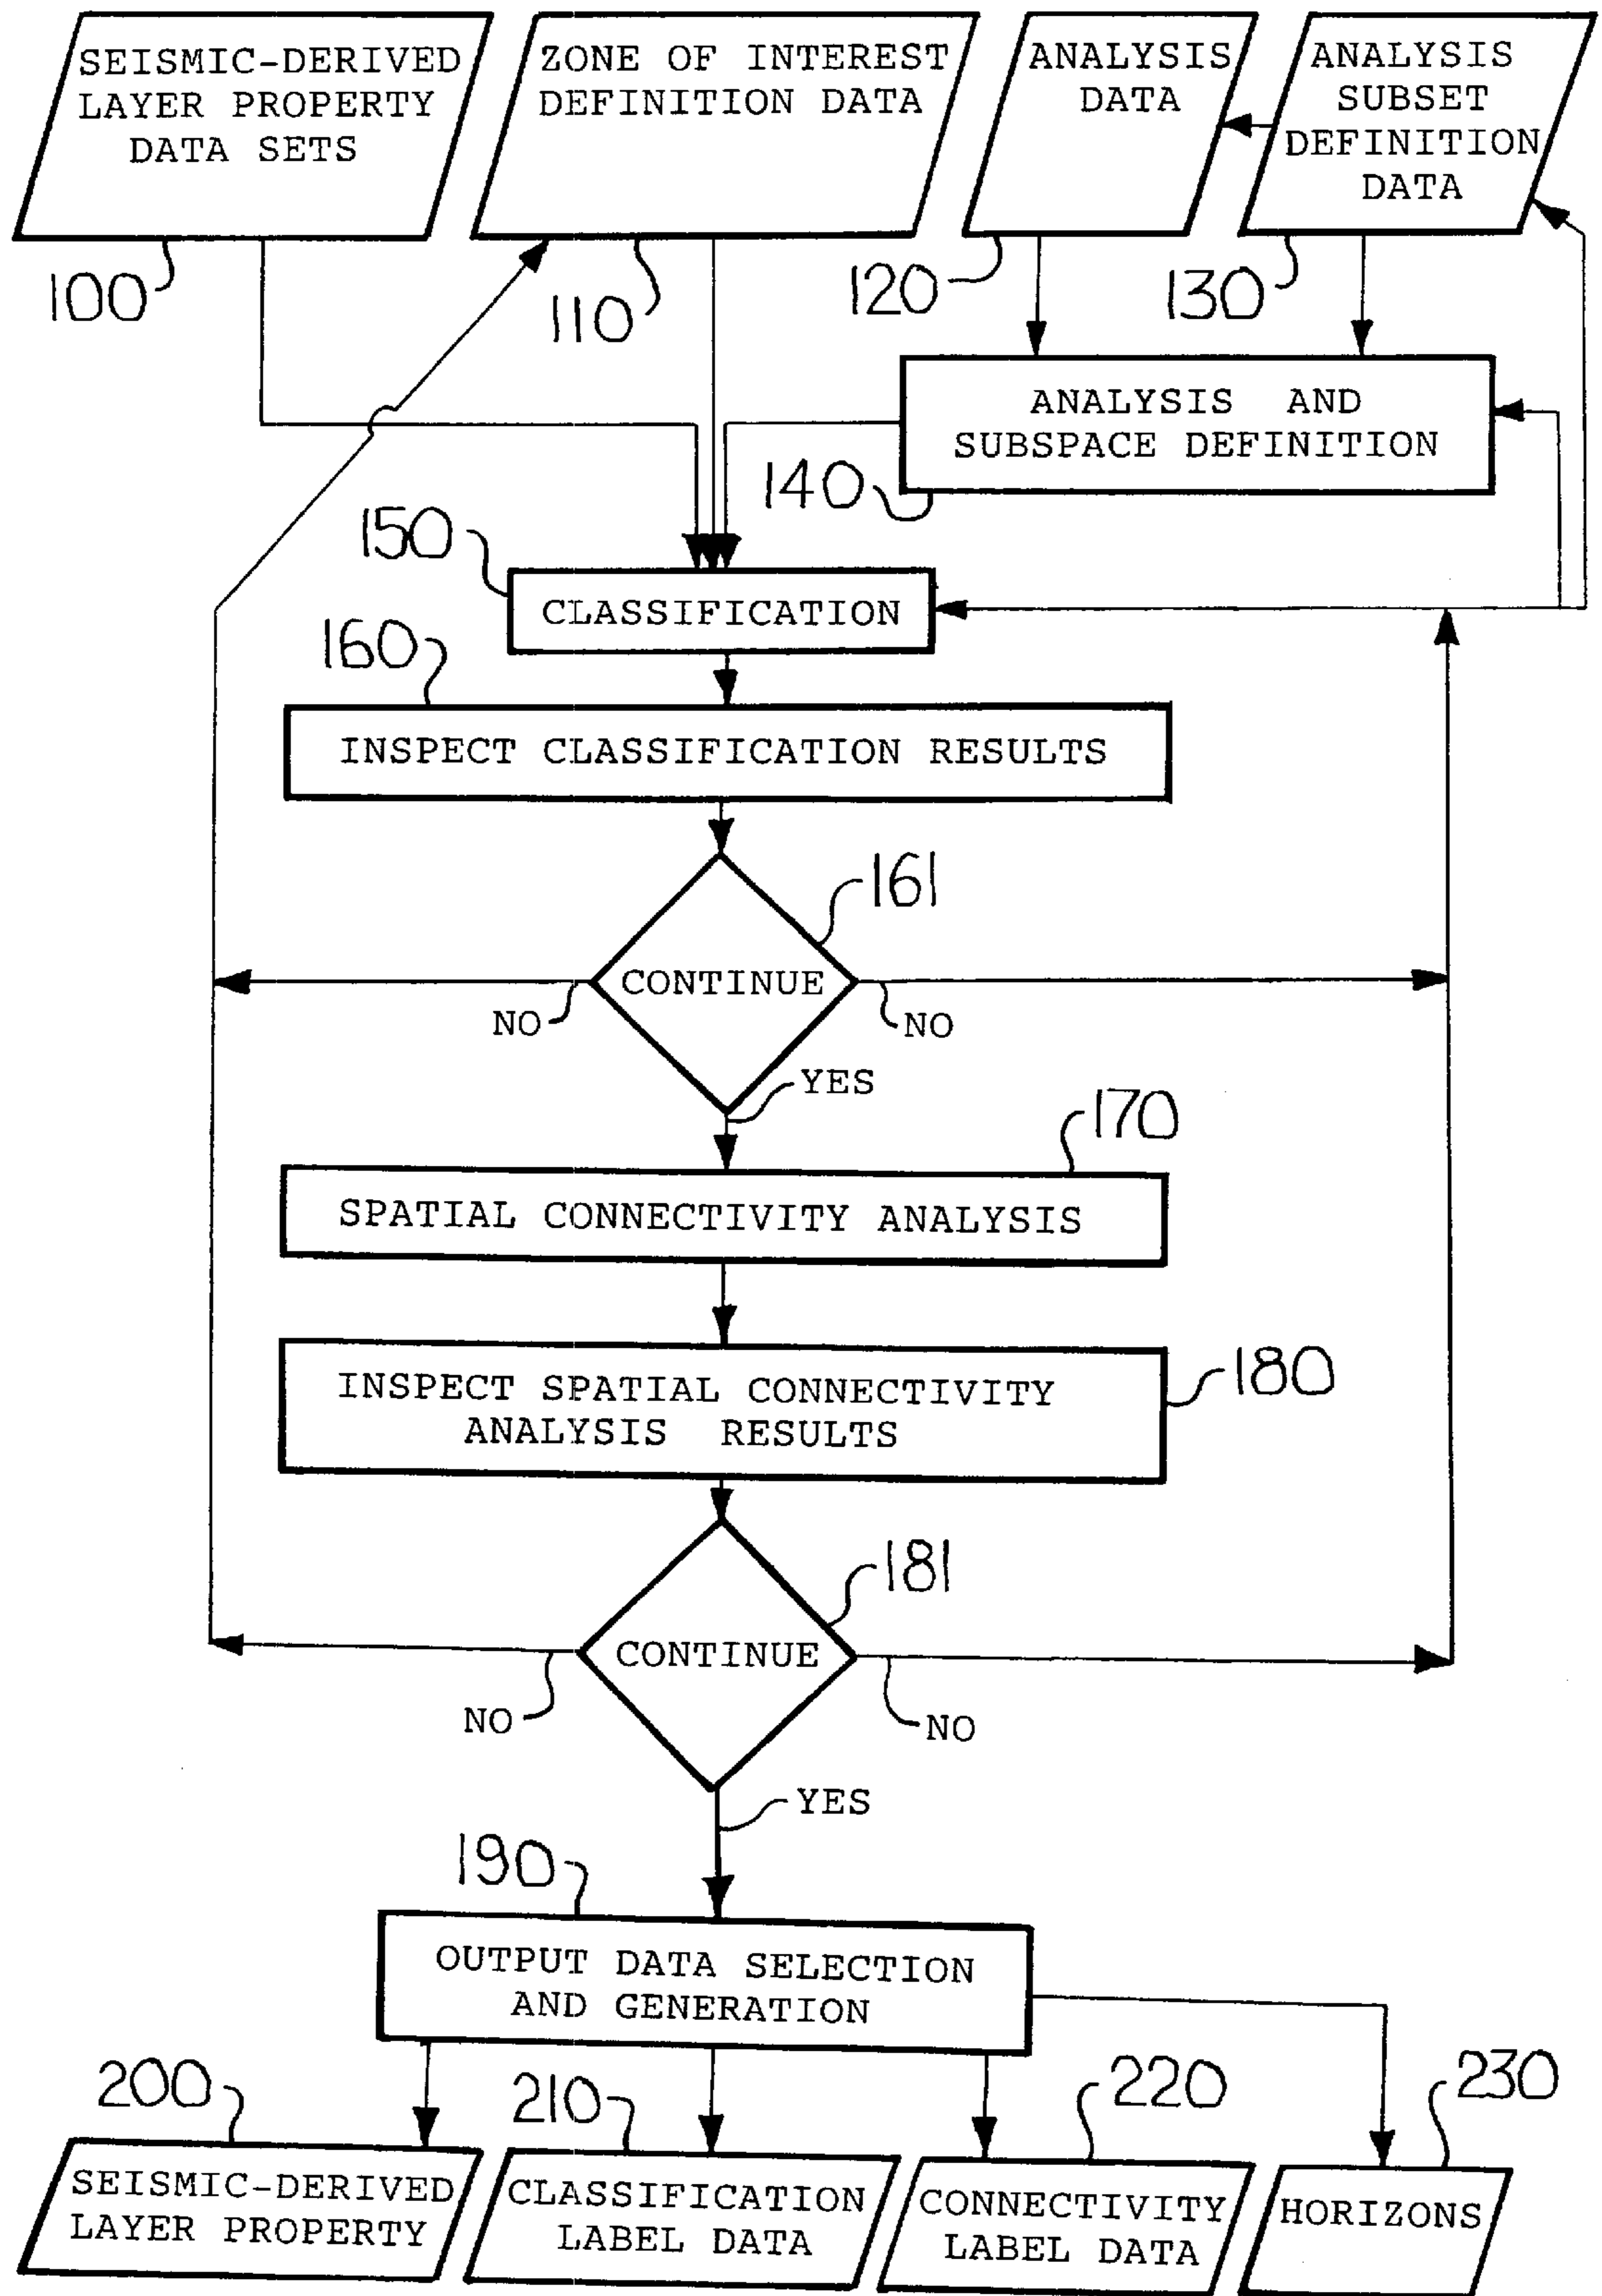 SEISMIC-DERIVED
LAYER PROPERTY
DATA SETS
ZONE OF INTEREST
DEFINITION DATA
ANALYSIS
DATA
ANALYSIS
SUBSET
DEFINITION
DATA
100
110
120
130
ANALYSIS AND
SUBSPACE DEFINITION
140
150
CLASSIFICATION
160
INSPECT CLASSIFICATION RESULTS
161
CONTINUE
NO
NO
YES
170
SPATIAL CONNECTIVITY ANALYSIS
INSPECT SPATIAL CONNECTIVITY
ANALYSIS RESULTS
180
181
CONTINUE
NO
NO
YES
190
OUTPUT DATA SELECTION
AND GENERATION
200
210
220
230
SEISMIC-DERIVED
LAYER PROPERTY
CLASSIFICATION
LABEL DATA
CONNECTIVITY
LABEL DATA
HORIZONS